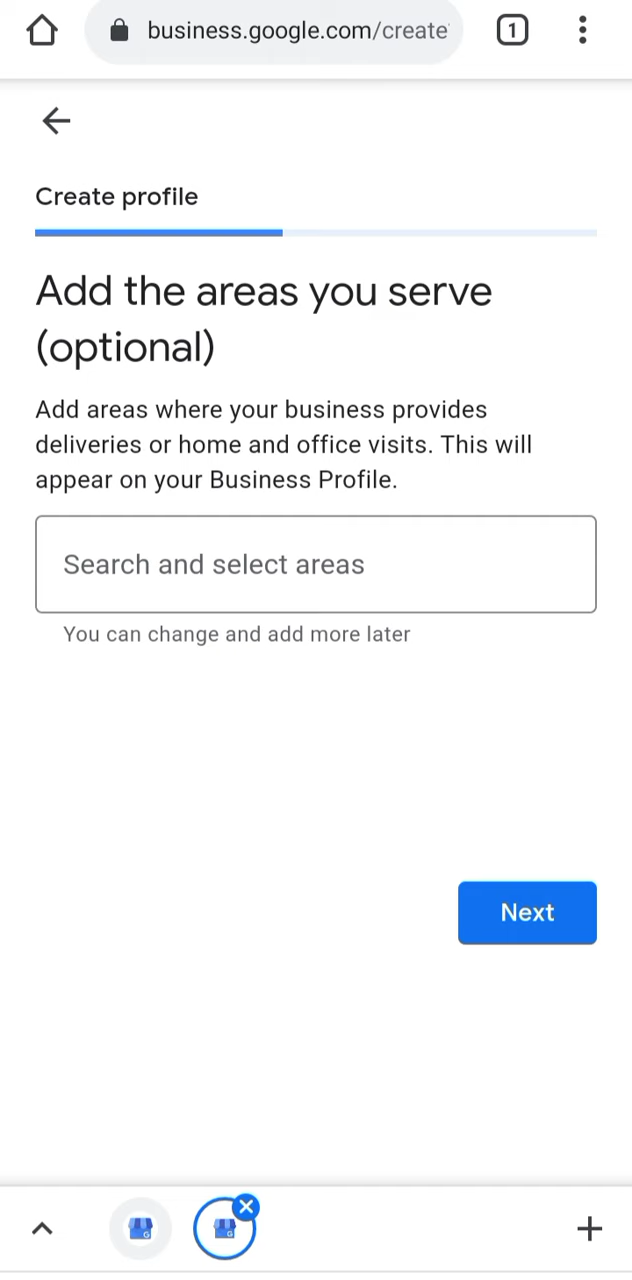 business.google.com/create
1
Create profile
Add the areas you serve
(optional)
Add areas where your business provides
deliveries or home and office visits. This will
appear on your Business Profile.
Search and select areas
You can change and add more later
Next